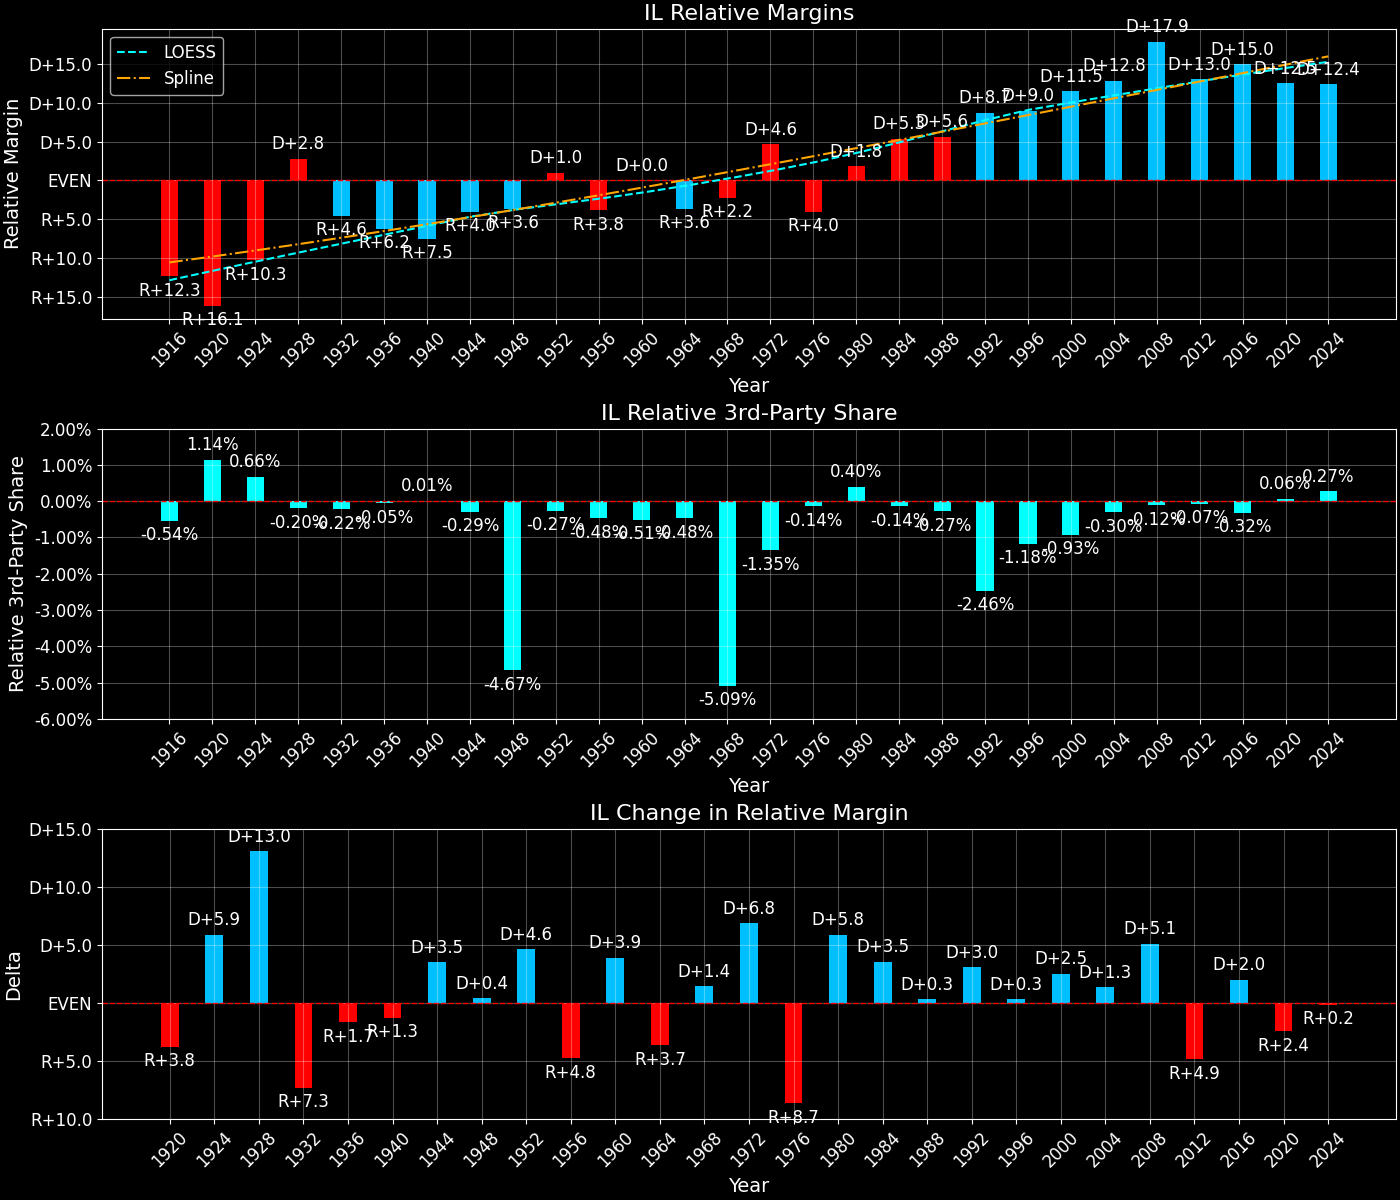 IL Relative Margins
LOESS
Spline
Relative Margin
D+15.0
D+10.0
D+5.0
EVEN
R+5.0
R+10.0
R+15.0
R+12.3
R+16.1
R+10.3
D+2.8
R+4.6
R+6.2
R+7.5
R+4.0
R+3.6
D+1.0
R+3.8
D+0.0
R+3.6
R+2.2
D+4.6
R+4.0
D+1.8
D+5.3
D+5.6
D+8.7
D+9.0
D+11.5
D+12.8
D+17.9
D+13.0
D+15.0
D+12.4
1916 1920 1924 1928 1932 1936 1940 1944 1948 1952 1956 1960 1964 1968 1972 1976 1980 1984 1988 1992 1996 2000 2004 2008 2012 2016 2020 2024
Year
IL Relative 3rd-Party Share
Relative 3rd-Party Share
2.00%
1.00%
0.00%
-1.00%
-2.00%
-3.00%
-4.00%
-5.00%
-6.00%
-0.54%
1.14%
0.66%
-0.20%
-0.22%
-0.05%
0.01%
-0.29%
-4.67%
-0.27%
-0.48%
-0.51%
-0.48%
-5.09%
-1.35%
-0.14%
0.40%
-0.14%
-0.27%
-2.46%
-1.18%
-0.93%
-0.30%
-0.12%
-0.07%
-0.32%
0.06%
0.27%
1916 1920 1924 1928 1932 1936 1940 1944 1948 1952 1956 1960 1964 1968 1972 1976 1980 1984 1988 1992 1996 2000 2004 2008 2012 2016 2020 2024
Year
IL Change in Relative Margin
Delta
D+15.0
D+10.0
D+5.0
EVEN
R+5.0
R+10.0
R+3.8
D+5.9
D+13.0
R+7.3
R+1.7
R+1.3
D+3.5
D+0.4
D+4.6
R+4.8
D+3.9
R+3.7
D+1.4
D+6.8
R+8.7
D+5.8
D+3.5
D+0.3
D+3.0
D+0.3
D+2.5
D+1.3
D+5.1
R+4.9
D+2.0
R+2.4
R+0.2
1920 1924 1928 1932 1936 1940 1944 1948 1952 1956 1960 1964 1968 1972 1976 1980 1984 1988 1992 1996 2000 2004 2008 2012 2016 2020 2024
Year